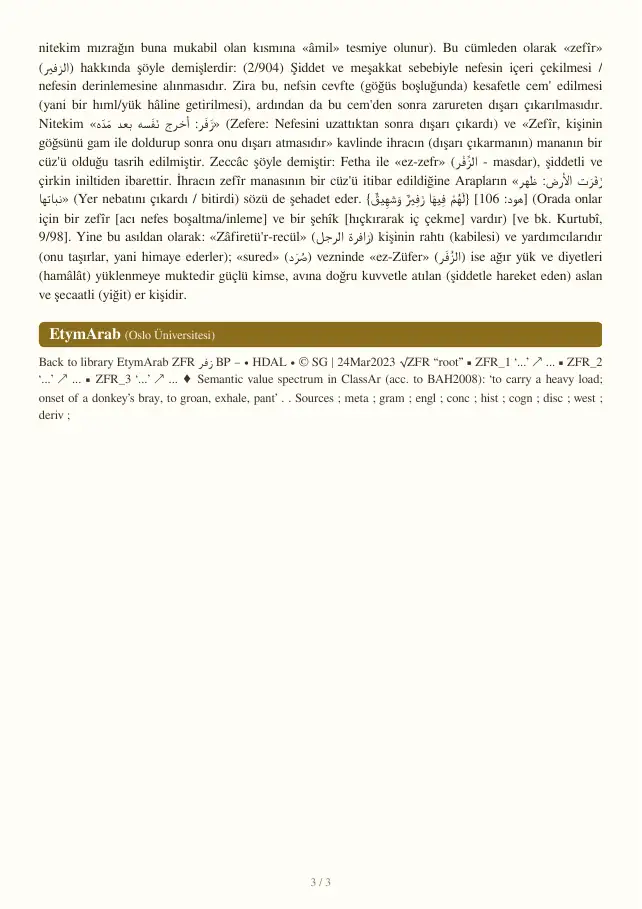 nitekim mızrağın buna mukabil olan kısmına «âmil» tesmiye olunur). Bu cümleden olarak «zefîr»
(الزفير) hakkında şöyle demişlerdir: (2/904) Şiddet ve meşakkat sebebiyle nefesin içeri çekilmesi /
nefesin derinlemesine alınmasıdır. Zira bu, nefsin cevfte (göğüs boşluğunda) kesafetle cem' edilmesi
(yani bir hıml/yük hâline getirilmesi), ardından da bu cem'den sonra zarureten dışarı çıkarılmasıdır.
Nitekim «زَفَر: أخرج نفَسه بعد مَدّه» (Zefere: Nefesini uzattıktan sonra dışarı çıkardı) ve «Zefîr, kişinin
göğsünü gam ile doldurup sonra onu dışarı atmasıdır» kavlinde ihracın (dışarı çıkarmanın) mananın bir
cüz'ü olduğu tasrih edilmiştir. Zeccâc şöyle demiştir: Fetha ile «ez-zefr» (الزَّفْر - masdar), şiddetli ve
çirkin iniltiden ibarettir. İhracın zefîr manasının bir cüz'ü itibar edildiğine Arapların «زفَرَت الأرضُ: ظهر
نباتها» (Yer nebatını çıkardı / bitirdi) sözü de şehadet eder. {لَهُمْ فِيهَا زَفِيرٌ وَشَهِيقٌ} [هود: 106] (Orada onlar
için bir zefîr [acı nefes boşaltma/inleme] ve bir şehîk [hıçkırarak iç çekme] vardır) [ve bk. Kurtubî,
9/98]. Yine bu asıldan olarak: «Zâfiretü'r-recül» (زافرة الرجل) kişinin rahtı (kabilesi) ve yardımcılarıdır
(onu taşırlar, yani himaye ederler); «sured» (صُرَد) vezninde «ez-Züfer» (الزُفَر) ise ağır yük ve diyetleri
(hamâlât) yüklenmeye muktedir güçlü kimse, avına doğru kuvvetle atılan (şiddetle hareket eden) aslan
ve şecaatli (yiğit) er kişidir.
EtymArab (Oslo Üniversitesi)
Back to library EtymArab ZFR زفر BP – • HDAL • © SG | 24Mar2023 √ZFR “root” ▪ ZFR_1 ‘...’ ↗ ... ▪ ZFR_2
‘...’ ↗ ... ▪ ZFR_3 ‘...’ ↗ ... ♦ Semantic value spectrum in ClassAr (acc. to BAH2008): ‘to carry a heavy load;
onset of a donkey’s bray, to groan, exhale, pant’ . . Sources ; meta ; gram ; engl ; conc ; hist ; cogn ; disc ; west ;
deriv ;
3 / 3